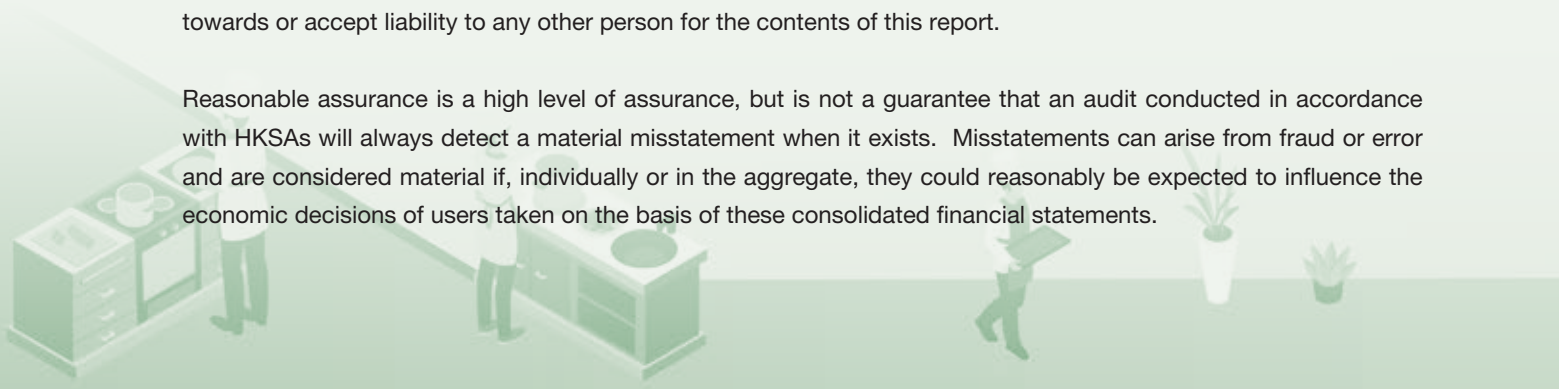 towards or accept liability to any other person for the contents of this report.
Reasonable assurance is a high level of assurance, but is not a guarantee that an audit conducted in accordance
with HKSAs will always detect a material misstatement when it exists. Misstatements can arise from fraud or error
and are considered material if, individually or in the aggregate, they could reasonably be expected to influence the
economic decisions of users taken on the basis of these consolidated financial statements.